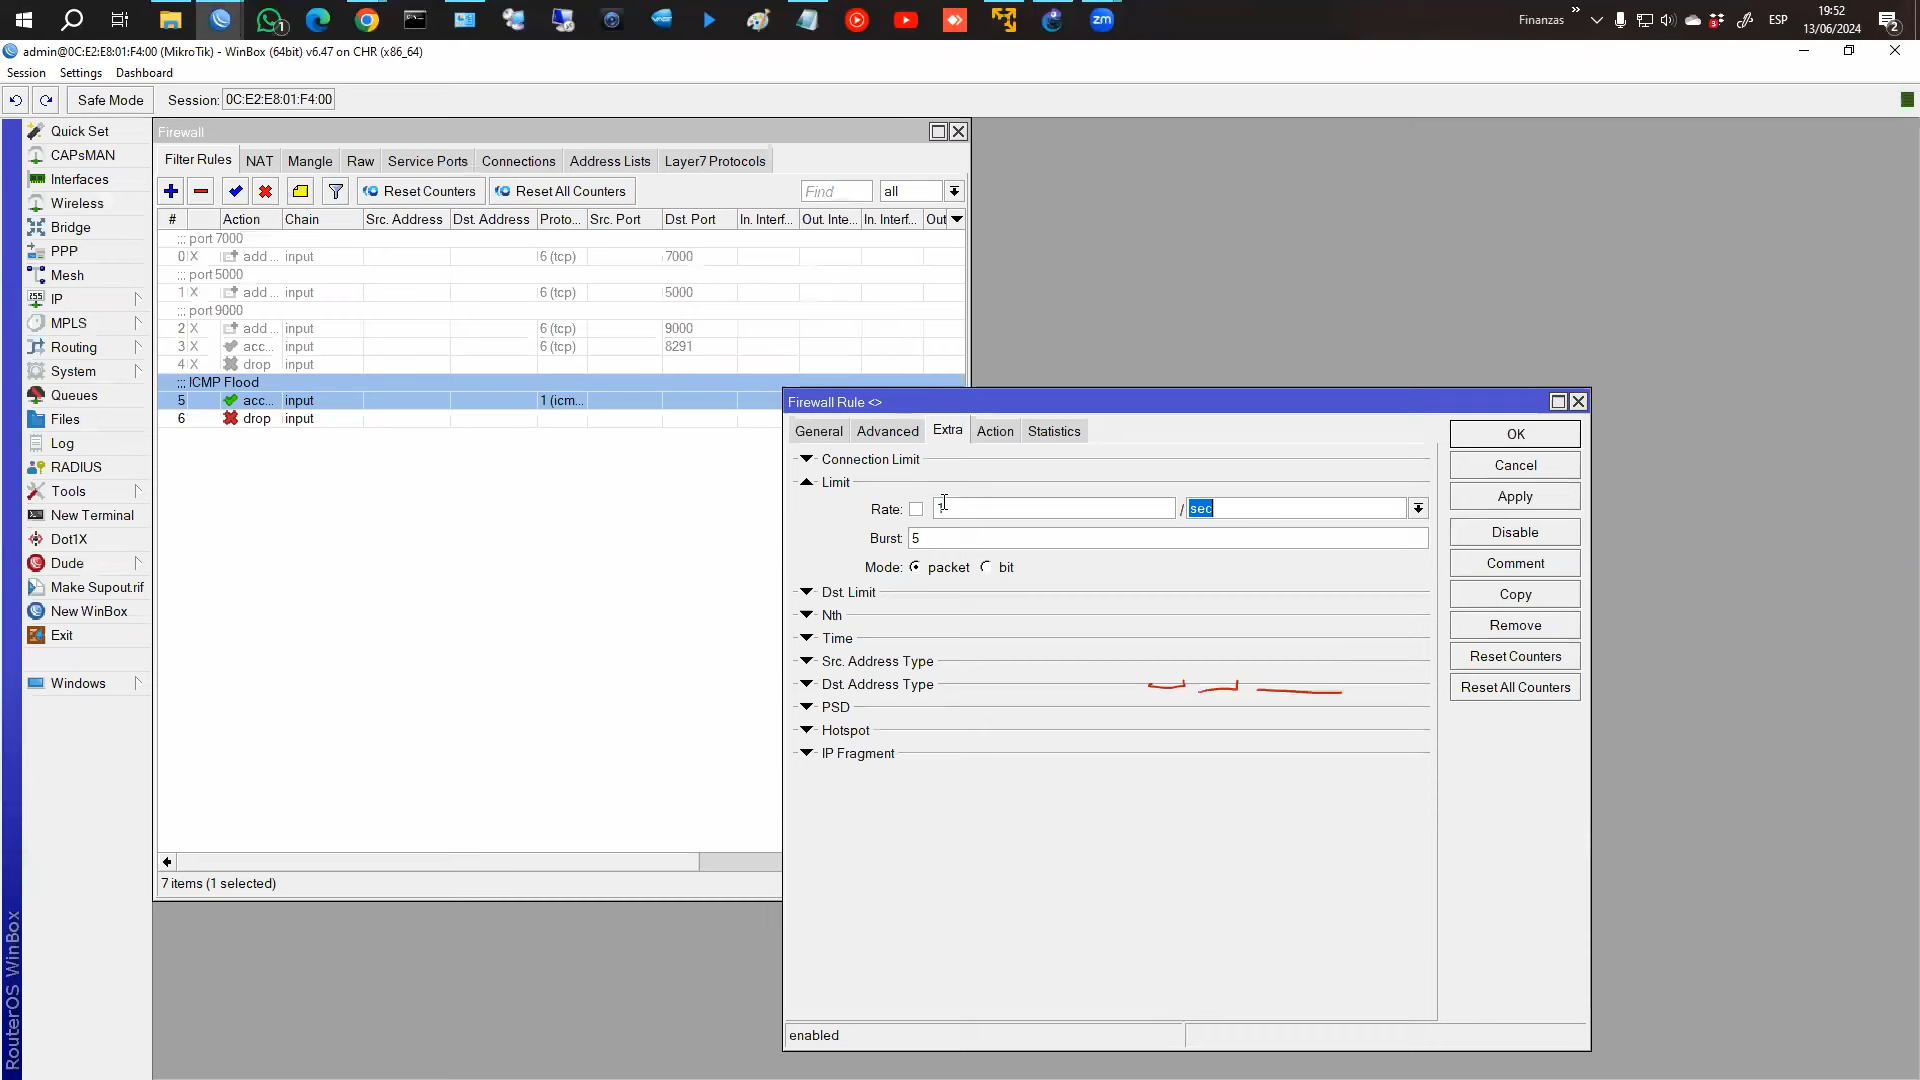 Finanzas
ESP
19:52
13/06/2024
2
1
3
zm
admin@0C:E2:E8:01:F4:00 (MikroTik) - WinBox (64bit) v6.47 on CHR (x86_64)
Session Settings Dashboard
Safe Mode Session: 0C:E2:E8:01:F4:00
Quick Set
CAPsMAN
Interfaces
Wireless
Bridge
PPP
Mesh
IP
MPLS
Routing
System
Queues
Files
Log
RADIUS
Tools
New Terminal
Dot1X
Dude
Make Supout.rif
New WinBox
Exit
Windows
RouterOS WinBox
Firewall
Filter Rules NAT Mangle Raw Service Ports Connections Address Lists Layer7 Protocols
Reset Counters Reset All Counters Find all
# Action Chain Src. Address Dst. Address Proto... Src. Port Dst. Port In. Interf... Out. Inte... In. Interf... Out
;;; port 7000
0 X add ... input 6 (tcp) 7000
;;; port 5000
1 X add ... input 6 (tcp) 5000
;;; port 9000
2 X add ... input 6 (tcp) 9000
3 X acc... input 6 (tcp) 8291
4 X drop input
;;; ICMP Flood
5 acc... input 1 (icm...
6 drop input
7 items (1 selected)
Firewall Rule <>
General Advanced Extra Action Statistics
Connection Limit
Limit
Rate: / sec
Burst: 5
Mode: packet bit
Dst. Limit
Nth
Time
Src. Address Type
Dst. Address Type
PSD
Hotspot
IP Fragment
OK
Cancel
Apply
Disable
Comment
Copy
Remove
Reset Counters
Reset All Counters
enabled